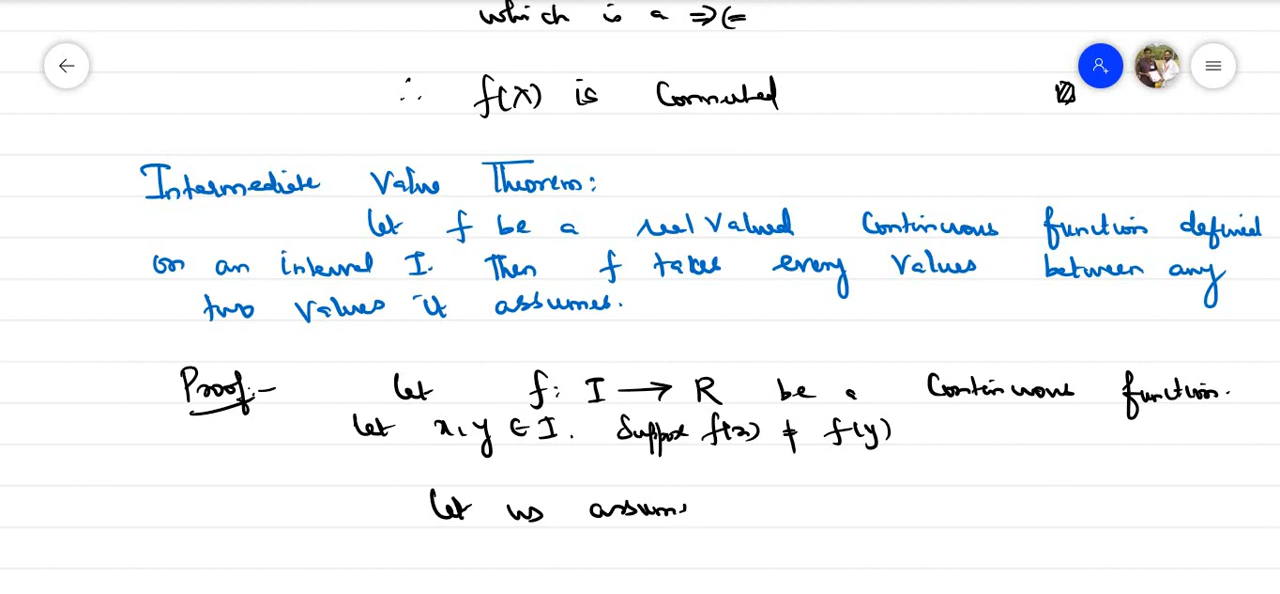 which is a ⇒⇐
∴ f(X) is Connected
Intermediate Value Theorem:
Let f be a real valued continuous function defined
on an interval I. Then f takes every values between any
two values it assumes.
Proof:- Let f: I → R be a continuous function.
Let x, y ∈ I. Suppose f(x) ≠ f(y)
Let us assume